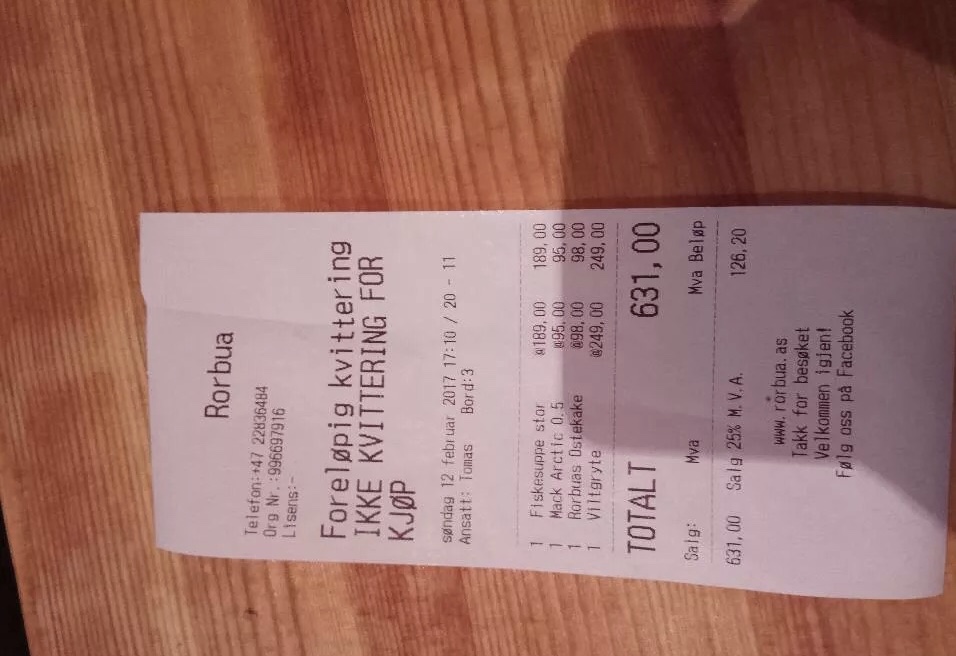 Rorbua
Telefon:+47 22836484
Org Nr.:996697916
Lisens:-
Foreløpig kvittering
IKKE KVITTERING FOR
KJØP
søndag 12 februar 2017 17:10 / 20 - 11
Ansatt: Tomas Bord:3
1 Fiskesuppe stor @189,00 189,00
1 Mack Arctic 0.5 @95,00 95,00
1 Rorbuas Ostekake @98,00 98,00
1 Viltgryte @249,00 249,00
TOTALT 631,00
Salg: Mva Mva Beløp
631,00 Salg 25% M.V.A. 126,20
www.rorbua.as
Takk for besøket
Velkommen igjen!
Følg oss på Facebook